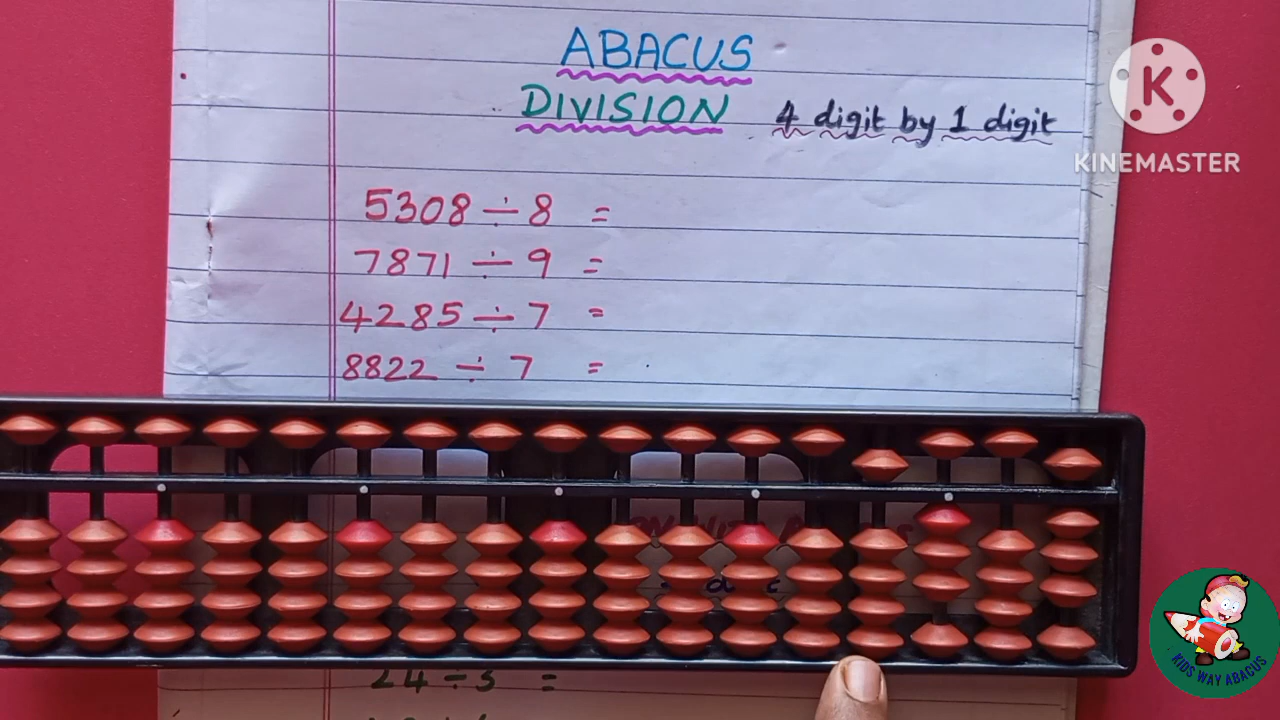 ABACUS
DIVISION 4 digit by 1 digit
K
KINEMASTER
5308 ÷ 8 =
7871 ÷ 9 =
4285 ÷ 7 =
8822 ÷ 7 =
24 ÷ 3 =
KIDS WAY ABACUS